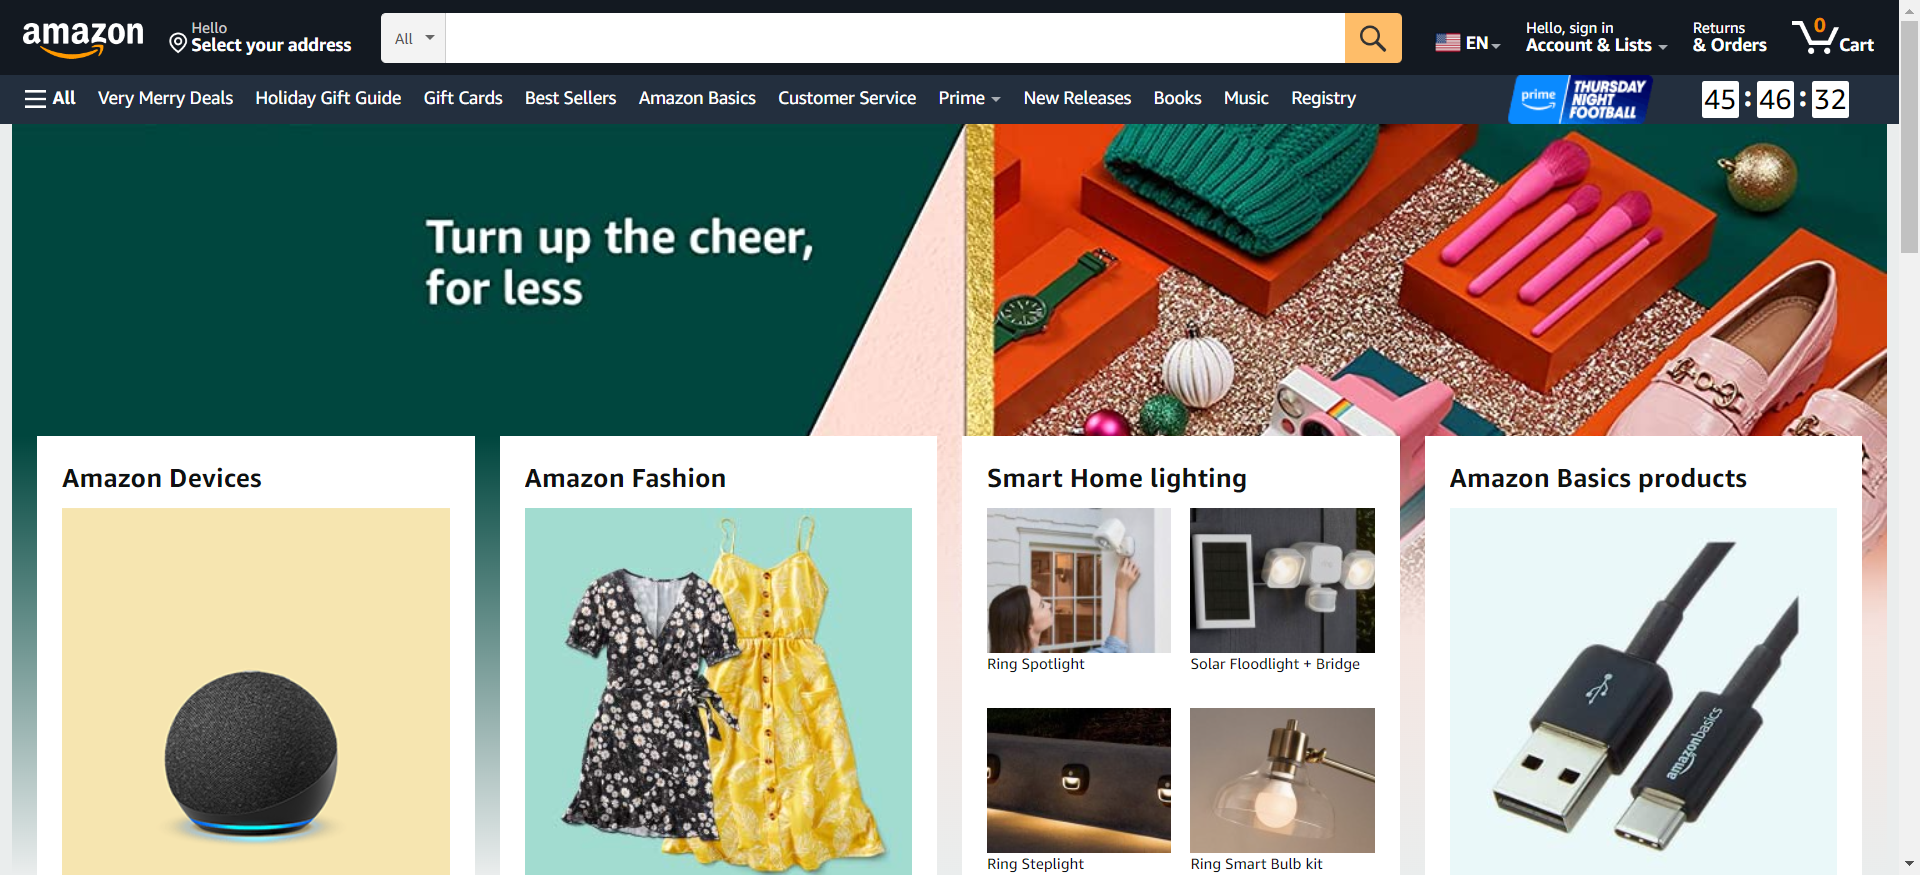 amazon
Hello
Select your address
All
EN
Hello, sign in
Account & Lists
Returns
& Orders
0
Cart
All
Very Merry Deals
Holiday Gift Guide
Gift Cards
Best Sellers
Amazon Basics
Customer Service
Prime
New Releases
Books
Music
Registry
prime
THURSDAY
NIGHT
FOOTBALL
45 : 46 : 32
Turn up the cheer,
for less
Amazon Devices
Amazon Fashion
Smart Home lighting
Ring Spotlight
Solar Floodlight + Bridge
Ring Steplight
Ring Smart Bulb kit
Amazon Basics products
amazonbasics